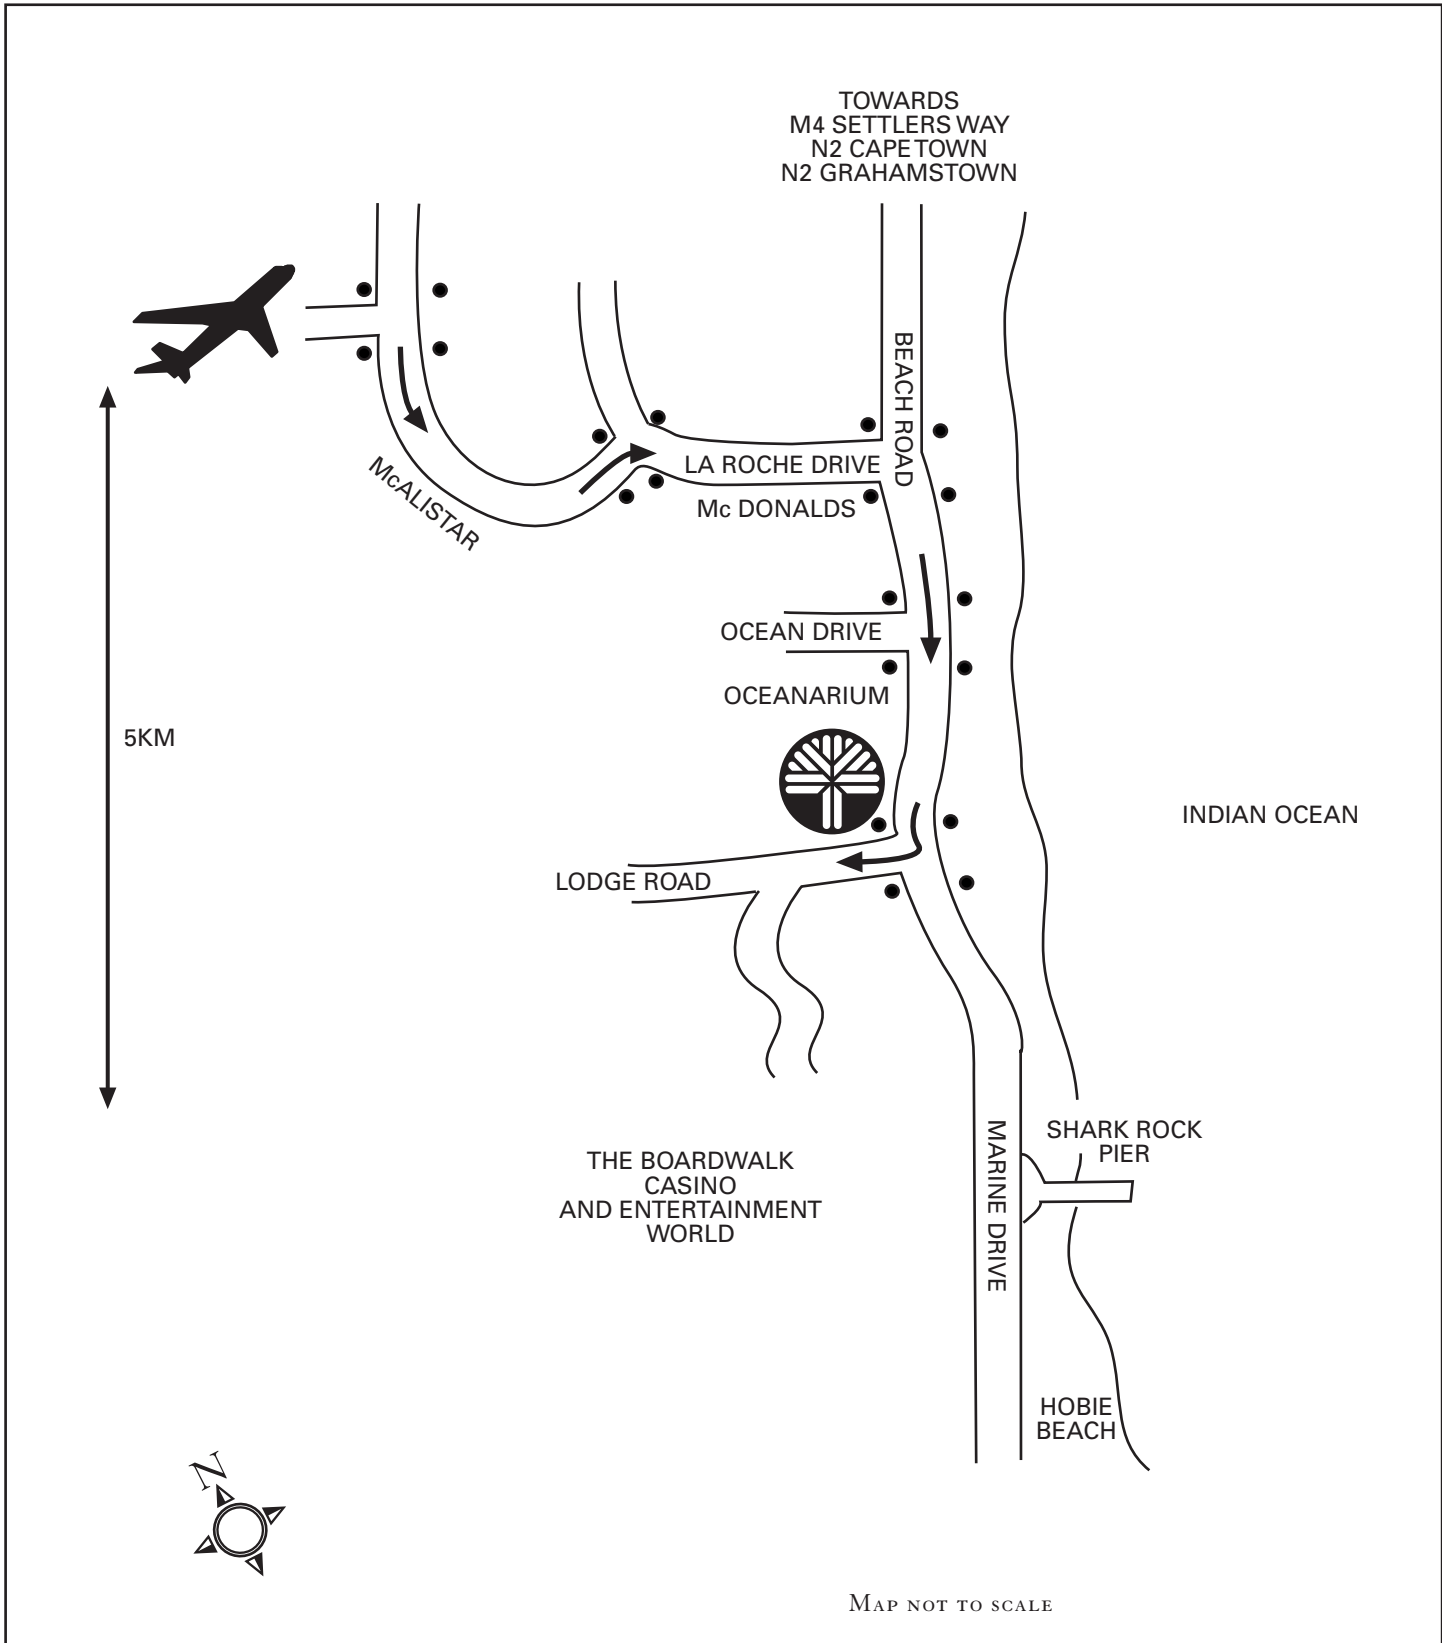 TOWARDS
M4 SETTLERS WAY
N2 CAPE TOWN
N2 GRAHAMSTOWN
BEACH ROAD
LA ROCHE DRIVE
McALISTAR
Mc DONALDS
OCEAN DRIVE
OCEANARIUM
5KM
INDIAN OCEAN
LODGE ROAD
SHARK ROCK
PIER
MARINE DRIVE
THE BOARDWALK
CASINO
AND ENTERTAINMENT
WORLD
HOBIE
BEACH
N
MAP NOT TO SCALE